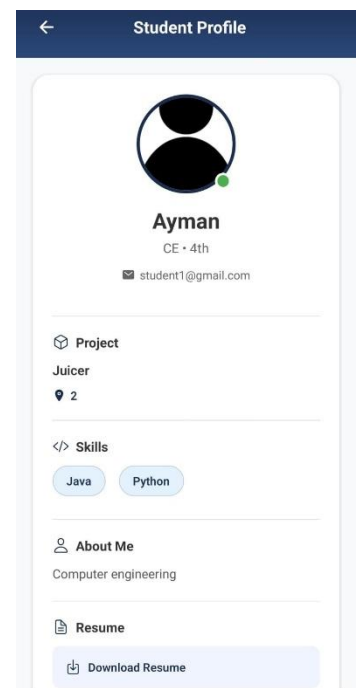 Student Profile
Ayman
CE • 4th
student1@gmail.com
Project
Juicer
2
</> Skills
Java Python
About Me
Computer engineering
Resume
Download Resume